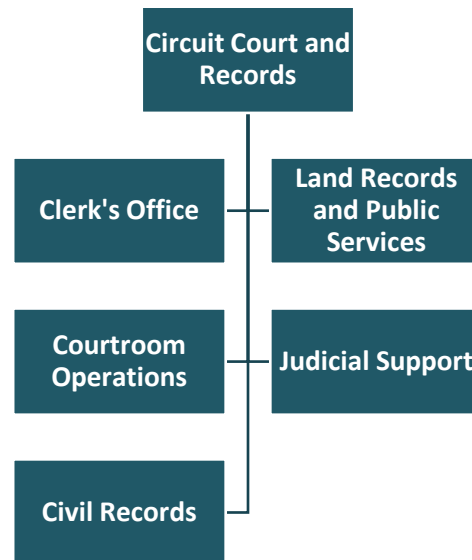 Circuit Court and
Records
Clerk's Office
Land Records
and Public
Services
Courtroom
Operations
Judicial Support
Civil Records